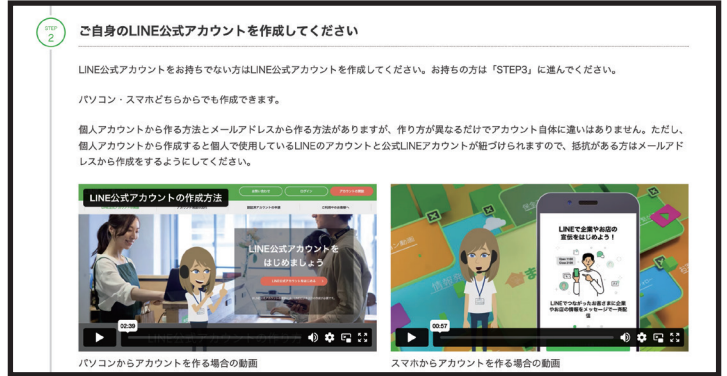 STEP
2
ご自身のLINE公式アカウントを作成してください
LINE公式アカウントをお持ちでない方はLINE公式アカウントを作成してください。お持ちの方は「STEP3」に進んでください。
パソコン・スマホどちらからでも作成できます。
個人アカウントから作る方法とメールアドレスから作る方法がありますが、作り方が異なるだけでアカウント自体に違いはありません。ただし、
個人アカウントから作成すると個人で使用しているLINEのアカウントと公式LINEアカウントが紐づけられますので、抵抗がある方はメールアド
レスから作成をするようにしてください。
LINE公式アカウントの作成方法
LINE公式アカウントを
はじめましょう
02:39
LINEで企業やお店の
宣伝をはじめよう！
LINEでつながったお客さまに企業
やお店の情報をメッセージで一斉配
信
00:57
パソコンからアカウントを作る場合の動画
スマホからアカウントを作る場合の動画